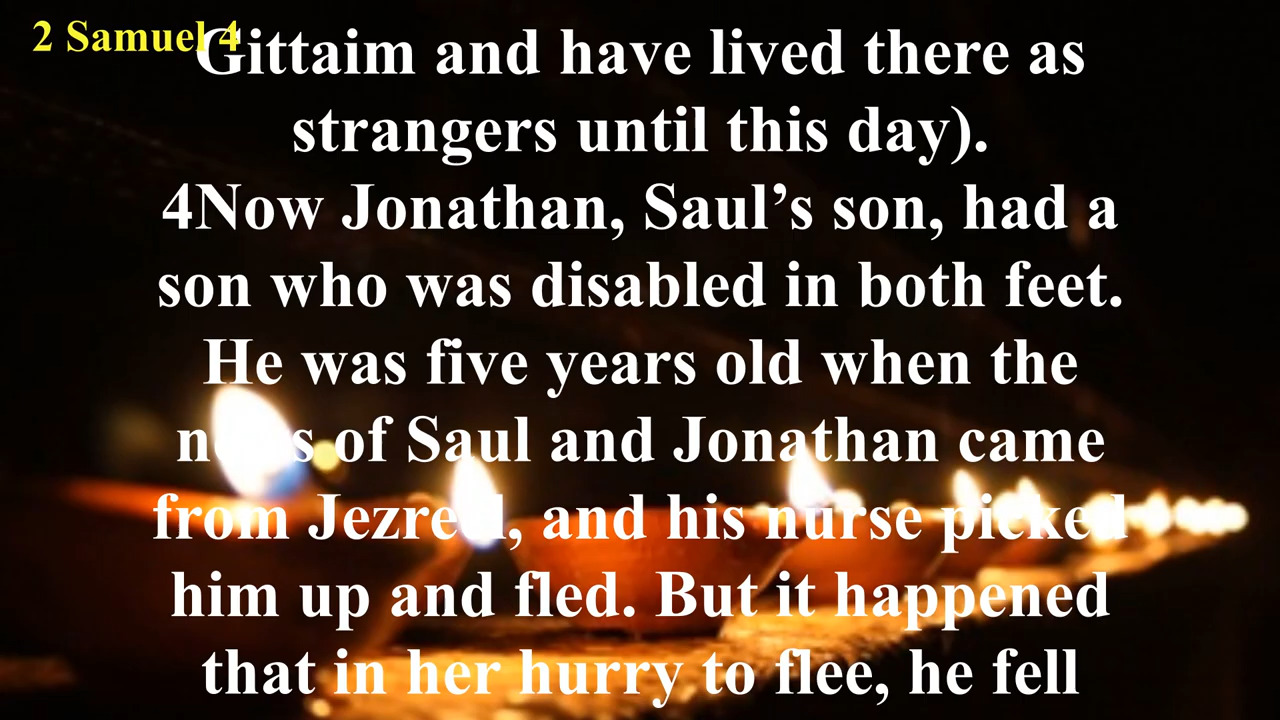 2 Samuel 4
Gittaim and have lived there as
strangers until this day).
4Now Jonathan, Saul’s son, had a
son who was disabled in both feet.
He was five years old when the
news of Saul and Jonathan came
from Jezreel, and his nurse picked
him up and fled. But it happened
that in her hurry to flee, he fell